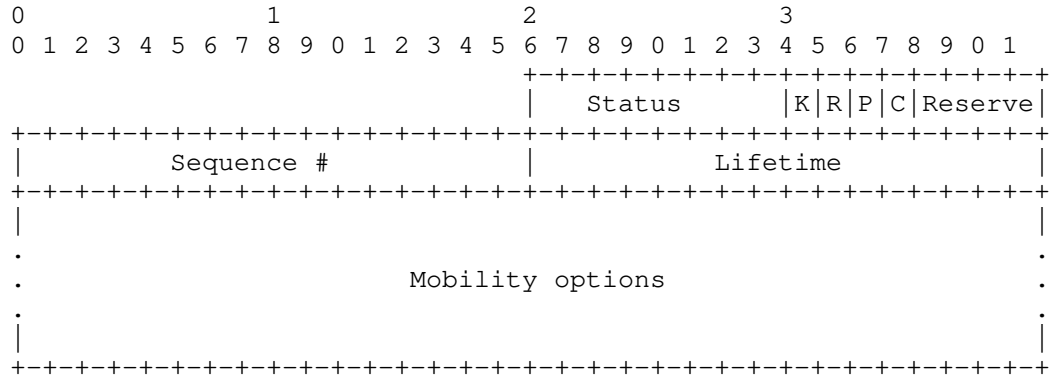 0                   1                   2                   3
0 1 2 3 4 5 6 7 8 9 0 1 2 3 4 5 6 7 8 9 0 1 2 3 4 5 6 7 8 9 0 1
                                +-+-+-+-+-+-+-+-+-+-+-+-+-+-+-+-+
                                |   Status      |K|R|P|C|Reserve|
+-+-+-+-+-+-+-+-+-+-+-+-+-+-+-+-+-+-+-+-+-+-+-+-+-+-+-+-+-+-+-+-+
|         Sequence #            |           Lifetime            |
+-+-+-+-+-+-+-+-+-+-+-+-+-+-+-+-+-+-+-+-+-+-+-+-+-+-+-+-+-+-+-+-+
|                                                               |
.                                                               .
.                        Mobility options                       .
.                                                               .
|                                                               |
+-+-+-+-+-+-+-+-+-+-+-+-+-+-+-+-+-+-+-+-+-+-+-+-+-+-+-+-+-+-+-+-+